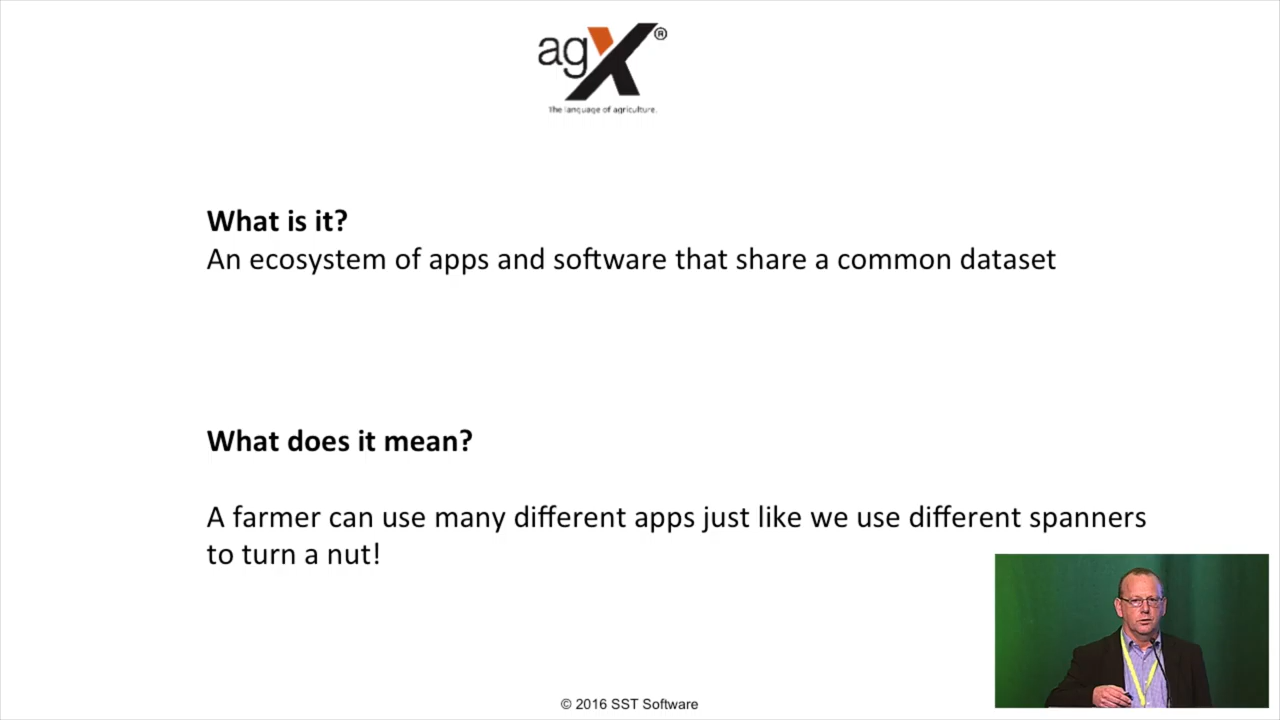 agX®
The language of agriculture.
What is it?
An ecosystem of apps and software that share a common dataset
What does it mean?
A farmer can use many different apps just like we use different spanners
to turn a nut!
© 2016 SST Software